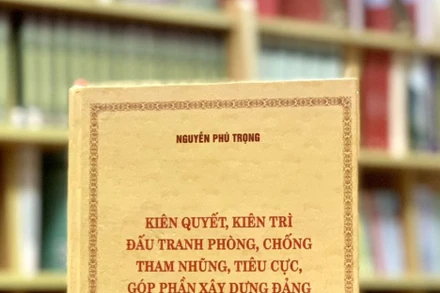 NGUYỄN PHÚ TRỌNG
KIÊN QUYẾT, KIÊN TRÌ
ĐẤU TRANH PHÒNG, CHỐNG
THAM NHŨNG, TIÊU CỰC,
GÓP PHẦN XÂY DỰNG ĐẢNG